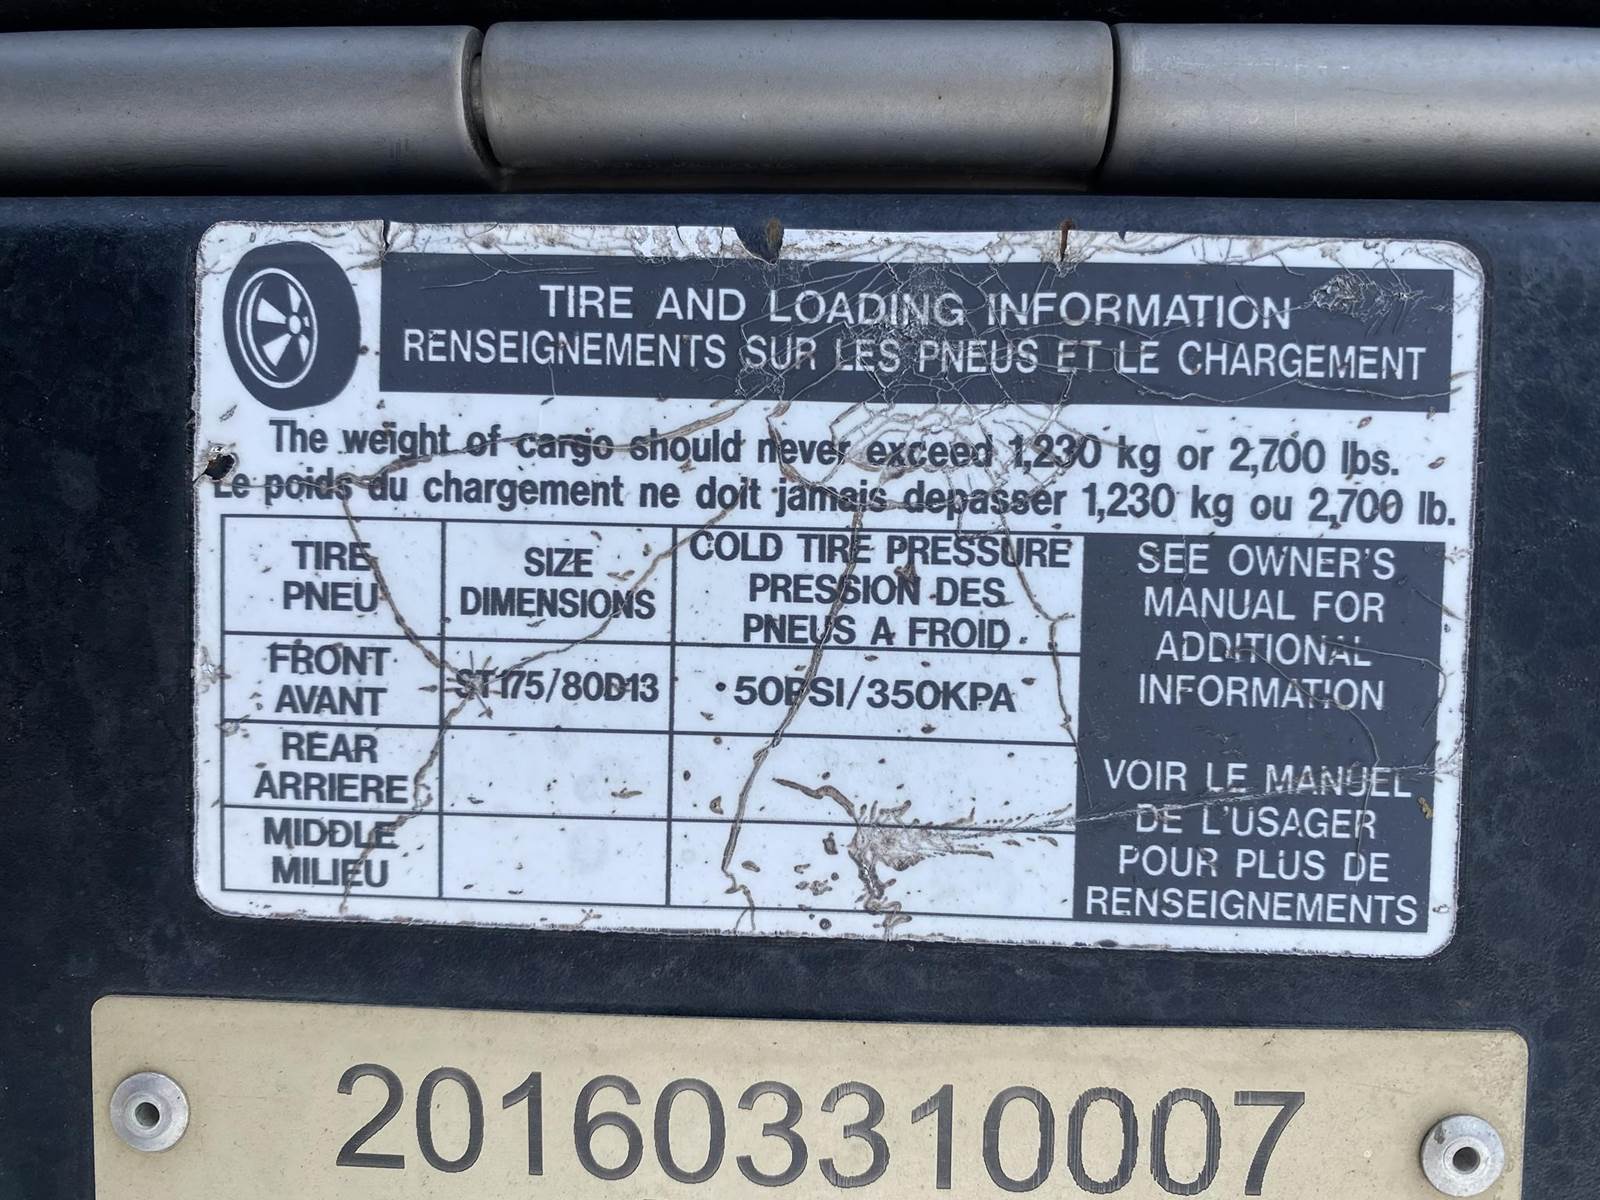 TIRE AND LOADING INFORMATION
RENSEIGNEMENTS SUR LES PNEUS ET LE CHARGEMENT
The weight of cargo should never exceed 1,230 kg or 2,700 lbs.
Le poids du chargement ne doit jamais depasser 1,230 kg ou 2,700 lb.
TIRE
PNEU
SIZE
DIMENSIONS
COLD TIRE PRESSURE
PRESSION DES
PNEUS A FROID
FRONT
AVANT
ST175/80D13
50PSI/350KPA
REAR
ARRIERE
MIDDLE
MILIEU
SEE OWNER'S
MANUAL FOR
ADDITIONAL
INFORMATION
VOIR LE MANUEL
DE L'USAGER
POUR PLUS DE
RENSEIGNEMENTS
201603310007